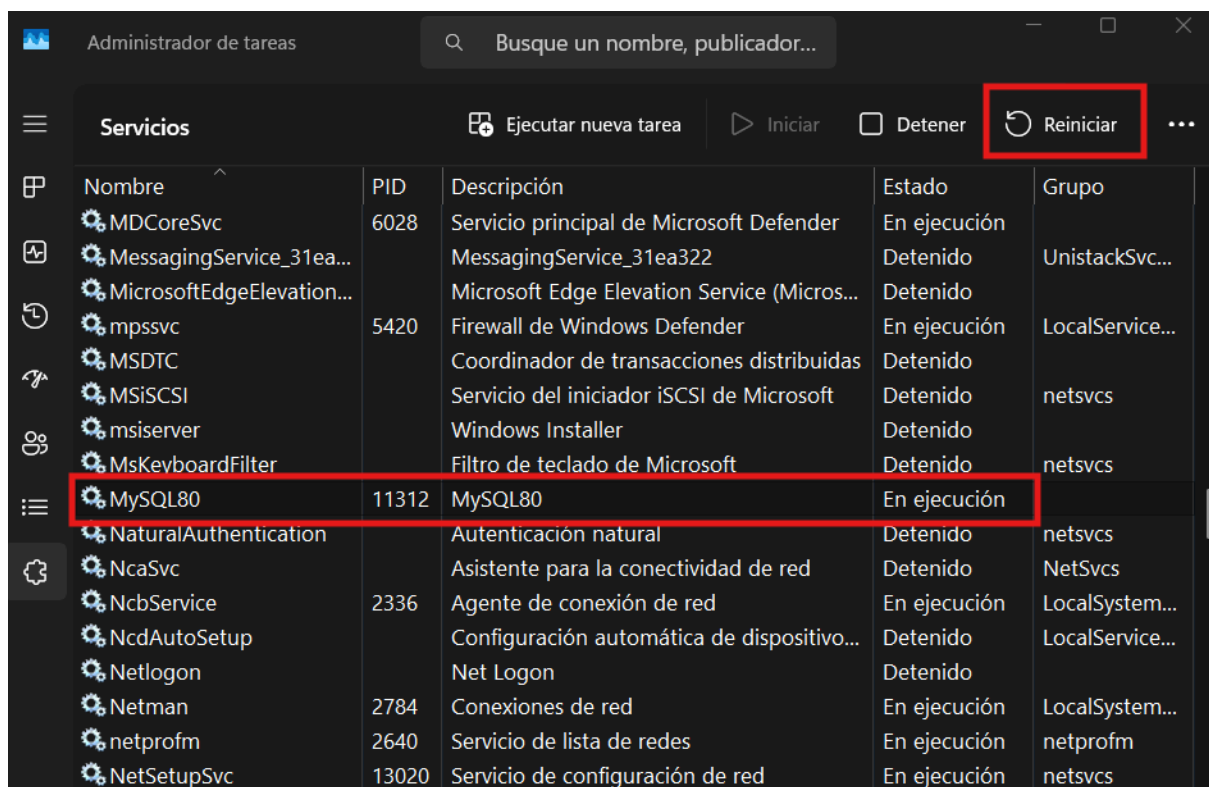 Administrador de tareas Busque un nombre, publicador...
Servicios Ejecutar nueva tarea Iniciar Detener Reiniciar ...
Nombre PID Descripción Estado Grupo
MDCoreSvc 6028 Servicio principal de Microsoft Defender En ejecución
MessagingService_31ea... MessagingService_31ea322 Detenido UnistackSvc...
MicrosoftEdgeElevation... Microsoft Edge Elevation Service (Micros... Detenido
mpssvc 5420 Firewall de Windows Defender En ejecución LocalService...
MSDTC Coordinador de transacciones distribuidas Detenido
MSiSCSI Servicio del iniciador iSCSI de Microsoft Detenido netsvcs
msiserver Windows Installer Detenido
MsKeyboardFilter Filtro de teclado de Microsoft Detenido netsvcs
MySQL80 11312 MySQL80 En ejecución
NaturalAuthentication Autenticación natural Detenido netsvcs
NcaSvc Asistente para la conectividad de red Detenido NetSvcs
NcbService 2336 Agente de conexión de red En ejecución LocalSystem...
NcdAutoSetup Configuración automática de dispositivo... Detenido LocalService...
Netlogon Net Logon Detenido
Netman 2784 Conexiones de red En ejecución LocalSystem...
netprofm 2640 Servicio de lista de redes En ejecución netprofm
NetSetupSvc 13020 Servicio de configuración de red En ejecución netsvcs